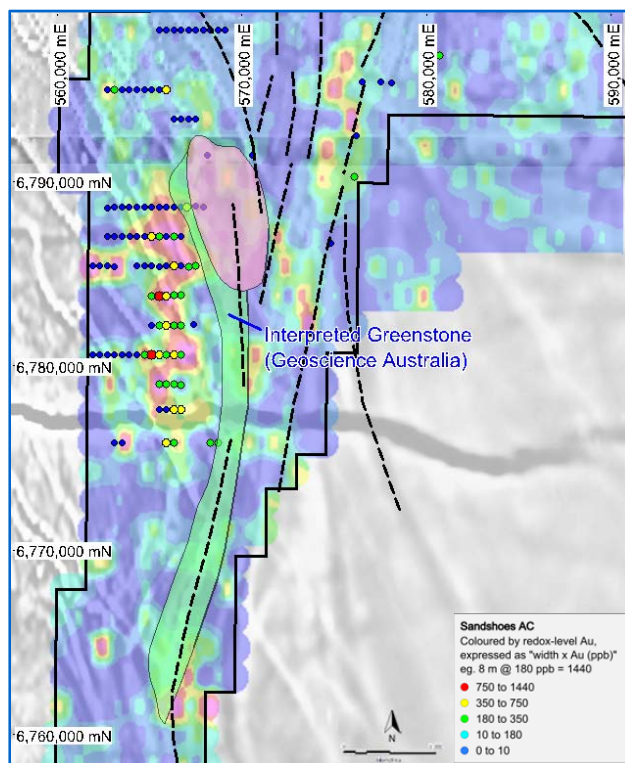 560,000 mE
570,000 mE
580,000 mE
590,000 mE
6,790,000 mN
Interpreted Greenstone
(Geoscience Australia)
6,780,000 mN
6,770,000 mN
6,760,000 mN
Sandshoes AC
Coloured by redox-level Au,
expressed as "width x Au (ppb)"
eg. 8 m @ 180 ppb = 1440
750 to 1440
350 to 750
180 to 350
10 to 180
0 to 10
N